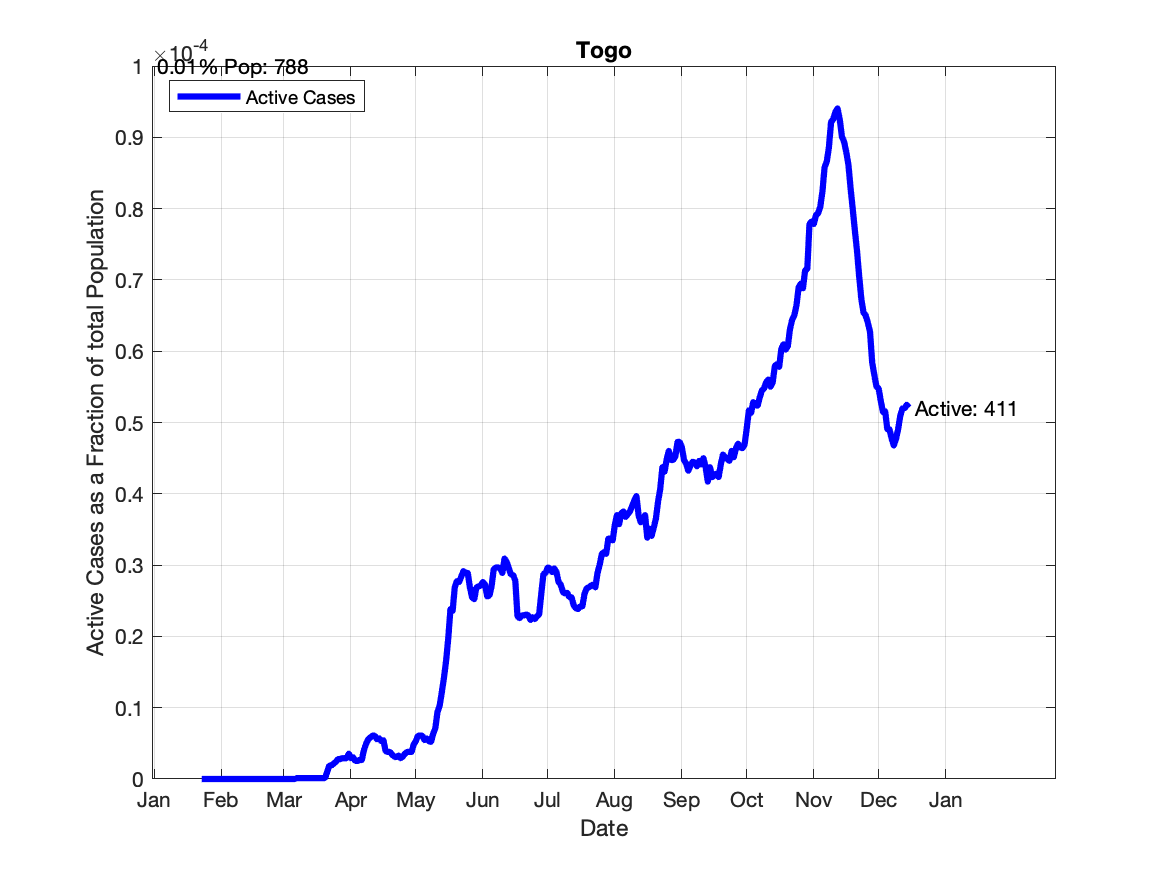 Togo
×10-4
0.01% Pop: 788
Active Cases
1
0.9
0.8
0.7
0.6
0.5
0.4
0.3
0.2
0.1
0
Active Cases as a Fraction of total Population
Active: 411
Jan Feb Mar Apr May Jun Jul Aug Sep Oct Nov Dec Jan
Date